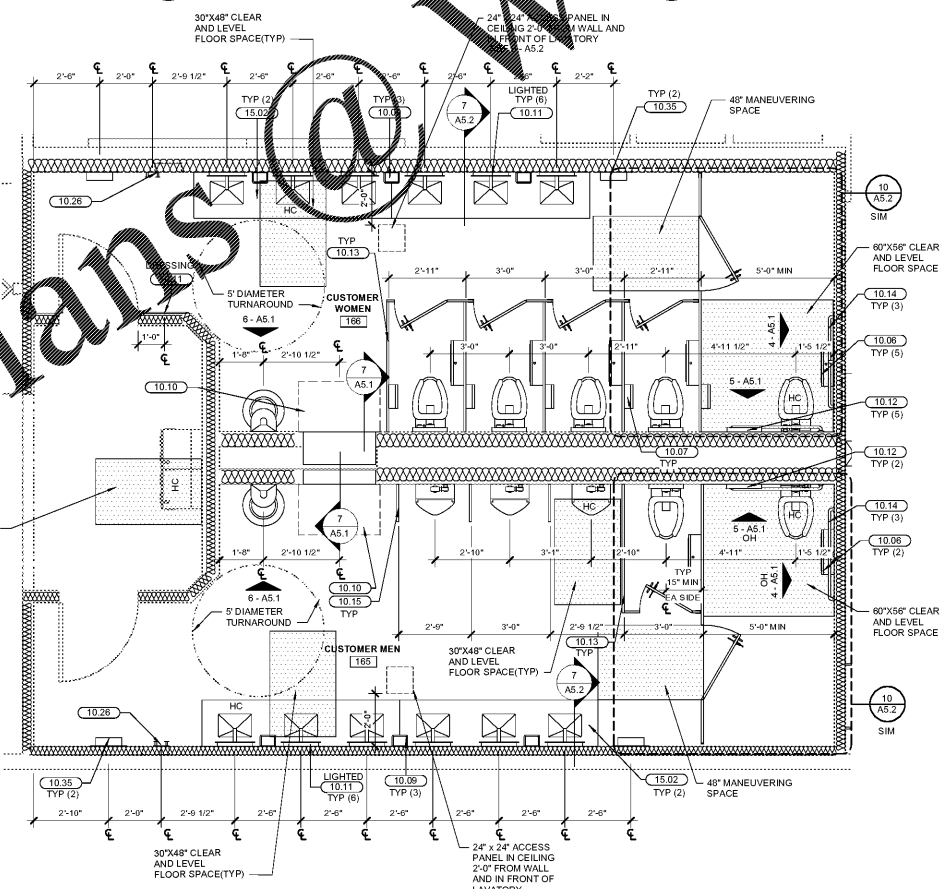 30"X48" CLEAR
AND LEVEL
FLOOR SPACE(TYP)
CEILING 2'-0" FROM WALL AND
IN FRONT OF LAVATORY
A5.2
2'-6"
2'-0"
2'-9 1/2"
2'-6"
2'-6"
2'-6"
2'-2"
TYP (2)
15.02
7
A5.2
LIGHTED
TYP (6)
10.11
TYP (2)
10.35
48" MANEUVERING
SPACE
10.26
HC
2'-0"
10
A5.2
SIM
TYP
10.13
60"X56" CLEAR
AND LEVEL
FLOOR SPACE
5' DIAMETER
TURNAROUND
6 - A5.1
CUSTOMER
WOMEN
166
2'-11"
3'-0"
3'-0"
2'-11"
5'-0" MIN
10.14
TYP (3)
4 - A5.1
10.06
TYP (5)
1'-0"
1'-8"
2'-10 1/2"
3'-0"
3'-0"
2'-11"
4'-11 1/2"
1'-5 1/2"
10.10
7
A5.1
5 - A5.1
HC
10.12
TYP (5)
10.07
TYP
10.12
TYP (2)
HC
HC
HC
10.14
TYP (3)
7
A5.1
5 - A5.1
OH
10.06
TYP (2)
1'-8"
2'-10 1/2"
2'-10"
3'-1"
2'-10"
4'-11"
1'-5 1/2"
6 - A5.1
10.10
10.15
TYP
TYP
15" MIN
EA SIDE
OH
4 - A5.1
5' DIAMETER
TURNAROUND
60"X56" CLEAR
AND LEVEL
FLOOR SPACE
2'-9"
3'-0"
2'-9 1/2"
3'-0"
5'-0" MIN
10.13
TYP
CUSTOMER MEN
165
30"X48" CLEAR
AND LEVEL
FLOOR SPACE(TYP)
7
A5.2
10
A5.2
SIM
10.26
HC
2'-0"
10.35
TYP (2)
LIGHTED
10.11
TYP (6)
10.09
TYP (3)
15.02
TYP (2)
48" MANEUVERING
SPACE
2'-10"
2'-0"
2'-9 1/2"
2'-6"
2'-6"
2'-6"
2'-6"
2'-6"
2'-6"
30"X48" CLEAR
AND LEVEL
FLOOR SPACE(TYP)
24" x 24" ACCESS
PANEL IN CEILING
2'-0" FROM WALL
AND IN FRONT OF
LAVATORY
lans @ W